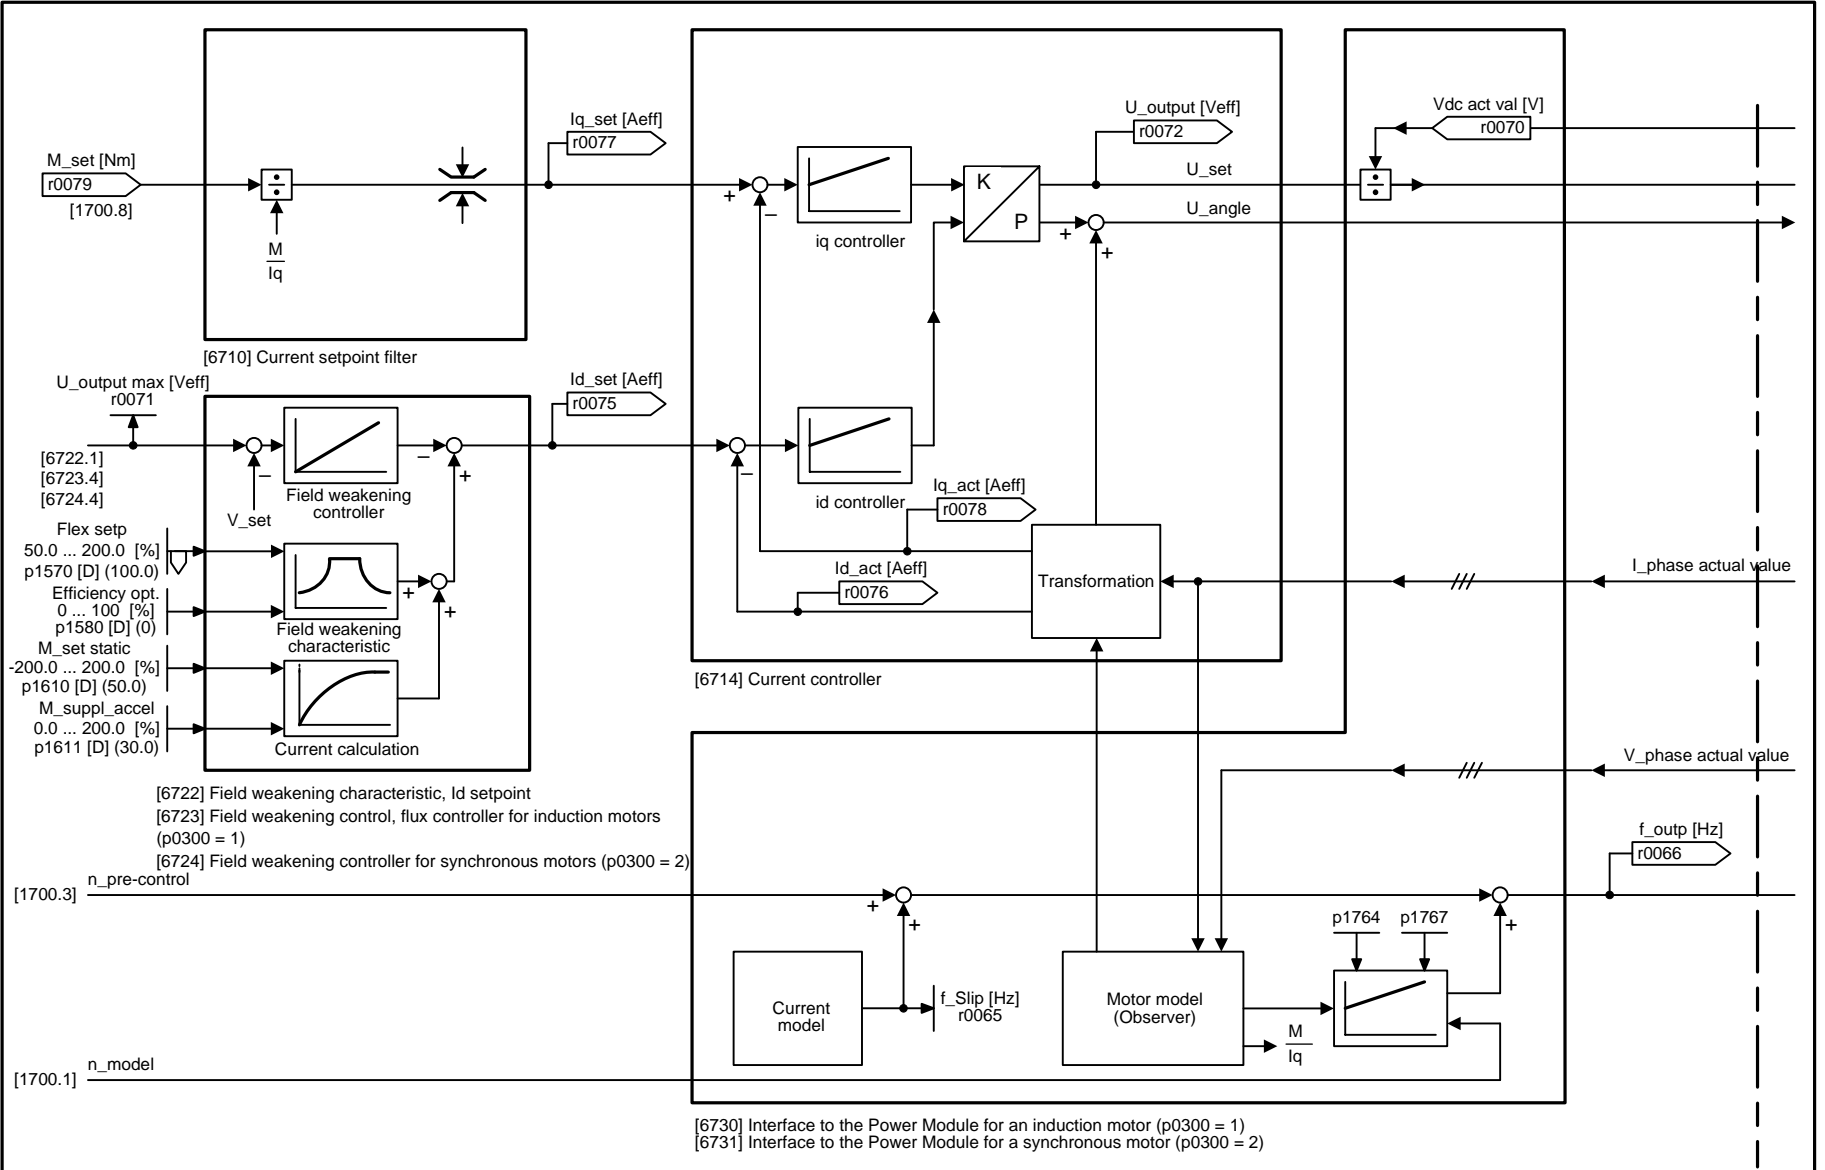 M_set [Nm]
r0079
[1700.8]
M
Iq
Iq_set [Aeff]
r0077
[6710] Current setpoint filter
+
–
iq controller
K
P
U_output [Veff]
r0072
U_set
U_angle
+
+
Vdc act val [V]
r0070
U_output max [Veff]
r0071
[6722.1]
[6723.4]
[6724.4]
–
V_set
Field weakening
controller
–
+
Id_set [Aeff]
r0075
–
id controller
Iq_act [Aeff]
r0078
Id_act [Aeff]
r0076
Transformation
I_phase actual value
Flex setp
50.0 ... 200.0 [%]
p1570 [D] (100.0)
Efficiency opt.
0 ... 100 [%]
p1580 [D] (0)
Field weakening
characteristic
+
+
M_set static
-200.0 ... 200.0 [%]
p1610 [D] (50.0)
M_suppl_accel
0.0 ... 200.0 [%]
p1611 [D] (30.0)
Current calculation
[6714] Current controller
V_phase actual value
[6722] Field weakening characteristic, Id setpoint
[6723] Field weakening control, flux controller for induction motors
(p0300 = 1)
[6724] Field weakening controller for synchronous motors (p0300 = 2)
f_outp [Hz]
r0066
[1700.3]
n_pre-control
+
+
p1764
p1767
+
Current
model
f_Slip [Hz]
r0065
Motor model
(Observer)
M
Iq
[1700.1]
n_model
[6730] Interface to the Power Module for an induction motor (p0300 = 1)
[6731] Interface to the Power Module for a synchronous motor (p0300 = 2)